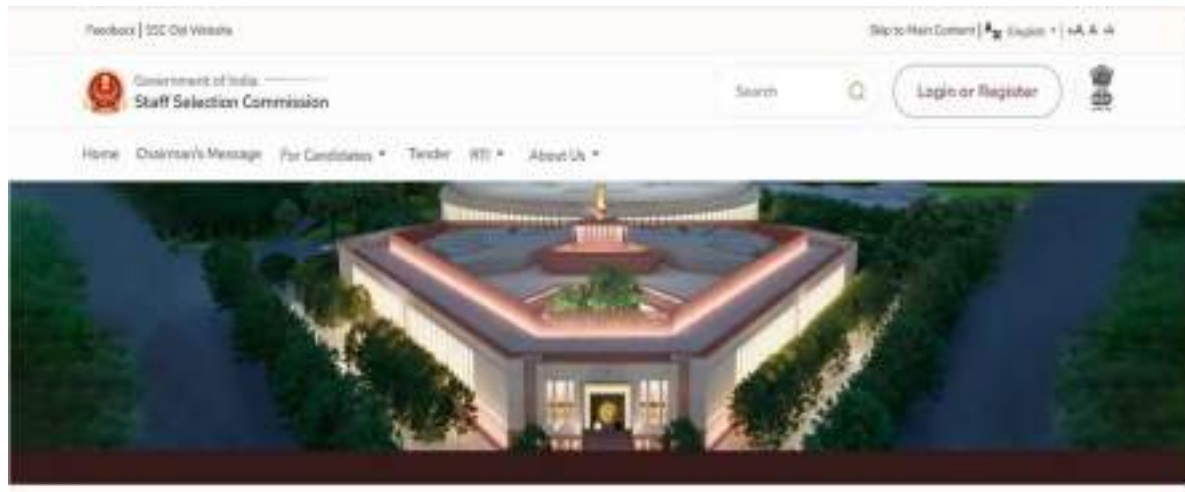 Feedback | SSC Old Website
Skip to Main Content | English | +A A -A
Government of India
Staff Selection Commission
Search
Login or Register
Home Chairman's Message For Candidates Tender RTI About Us